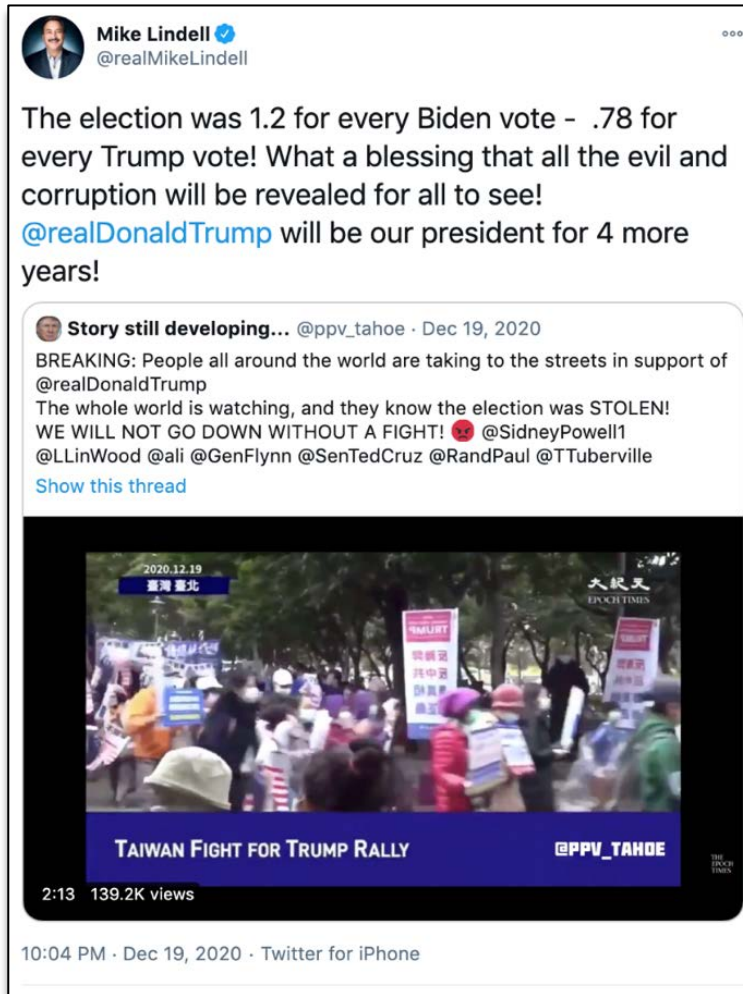 Mike Lindell
@realMikeLindell
The election was 1.2 for every Biden vote - .78 for
every Trump vote! What a blessing that all the evil and
corruption will be revealed for all to see!
@realDonaldTrump will be our president for 4 more
years!
Story still developing... @ppv_tahoe · Dec 19, 2020
BREAKING: People all around the world are taking to the streets in support of
@realDonaldTrump
The whole world is watching, and they know the election was STOLEN!
WE WILL NOT GO DOWN WITHOUT A FIGHT! 😡 @SidneyPowell1
@LLinWood @ali @GenFlynn @SenTedCruz @RandPaul @TTuberville
Show this thread
2020.12.19
臺灣 臺北
大紀元
EPOCH TIMES
TRUMP
TAIWAN FIGHT FOR TRUMP RALLY
@PPV_TAHOE
THE
EPOCH
TIMES
2:13 139.2K views
10:04 PM · Dec 19, 2020 · Twitter for iPhone